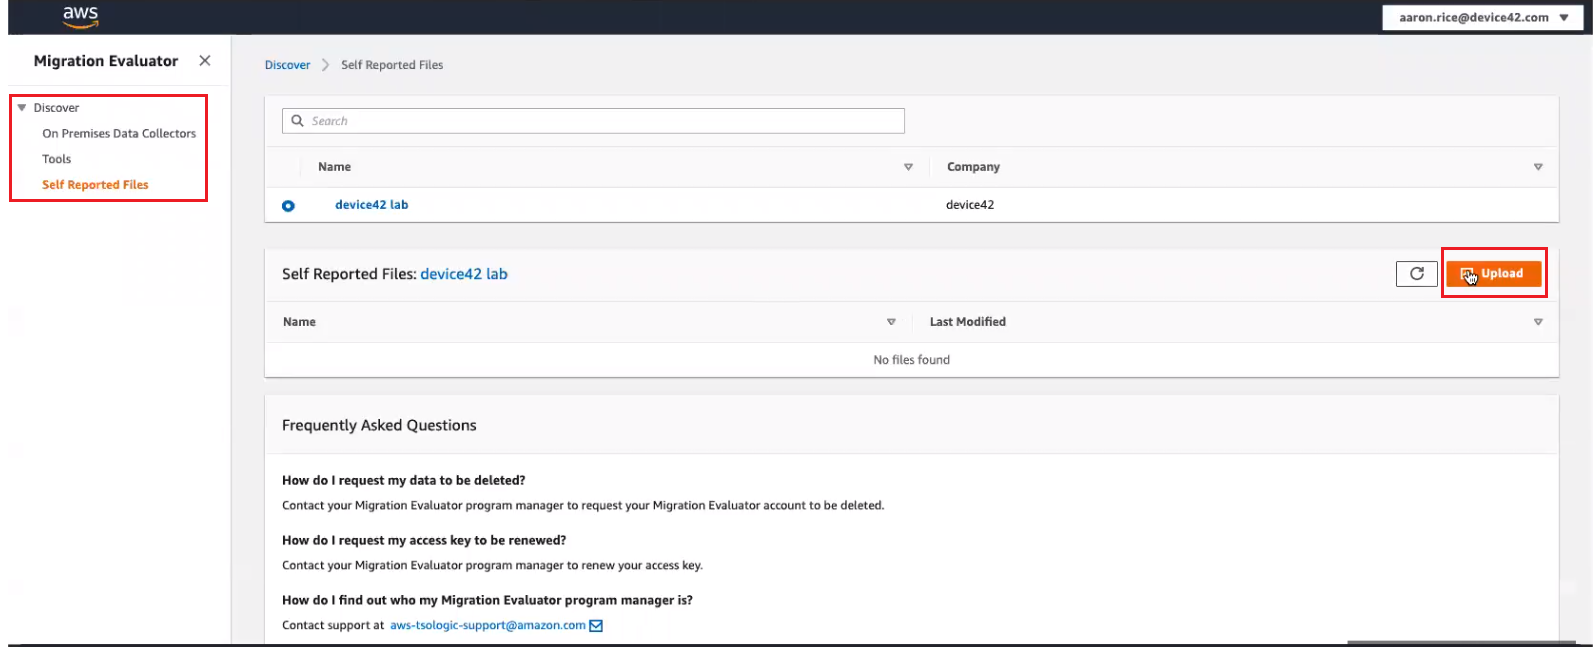 aws
aaron.rice@device42.com
Migration Evaluator
Discover
On Premises Data Collectors
Tools
Self Reported Files
Discover
Self Reported Files
Search
Name
Company
device42 lab
device42
Self Reported Files: device42 lab
Upload
Name
Last Modified
No files found
Frequently Asked Questions
How do I request my data to be deleted?
Contact your Migration Evaluator program manager to request your Migration Evaluator account to be deleted.
How do I request my access key to be renewed?
Contact your Migration Evaluator program manager to renew your access key.
How do I find out who my Migration Evaluator program manager is?
Contact support at aws-tsologic-support@amazon.com